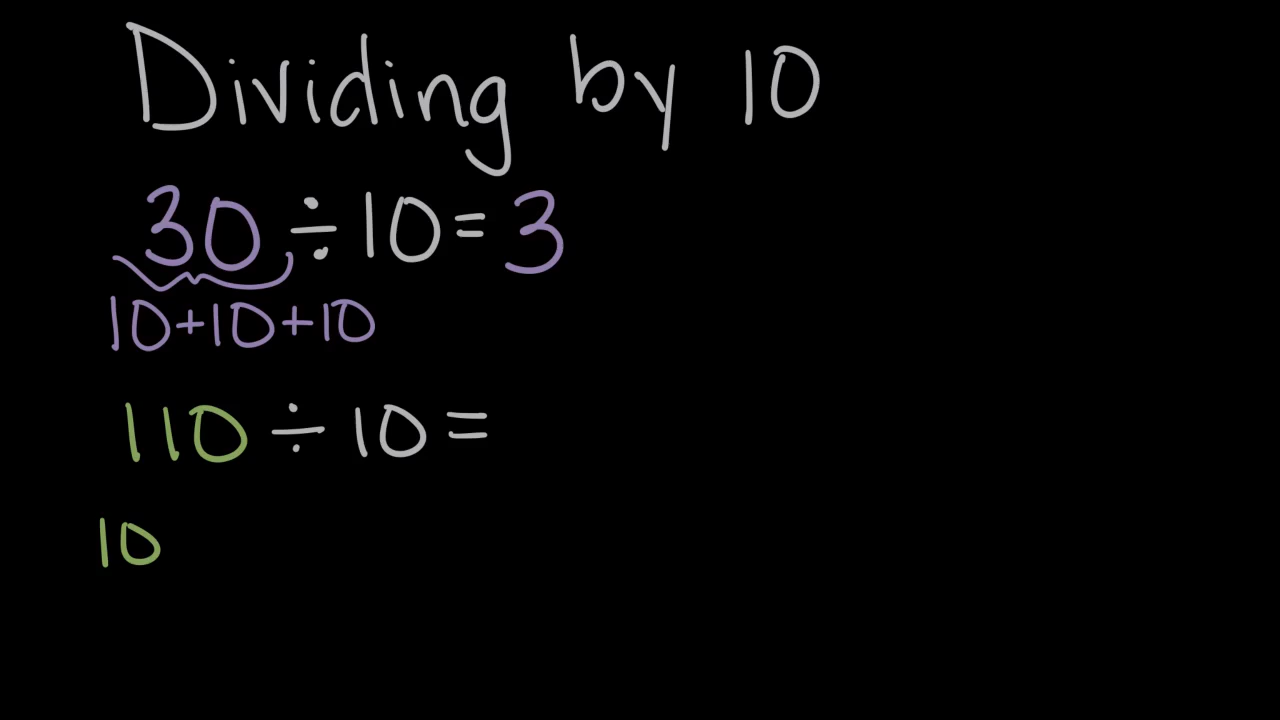 Dividing by 10
30 ÷ 10 = 3
10+10+10
110 ÷ 10 =
10